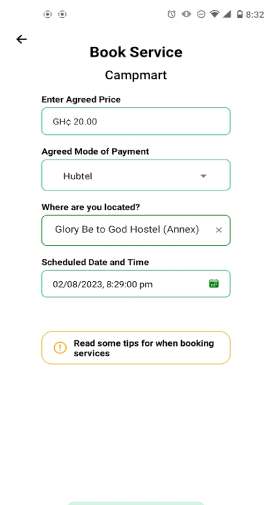 8:32
Book Service
Campmart
Enter Agreed Price
GH¢ 20.00
Agreed Mode of Payment
Hubtel
Where are you located?
Glory Be to God Hostel (Annex) ×
Scheduled Date and Time
02/08/2023, 8:29:00 pm
Read some tips for when booking
services